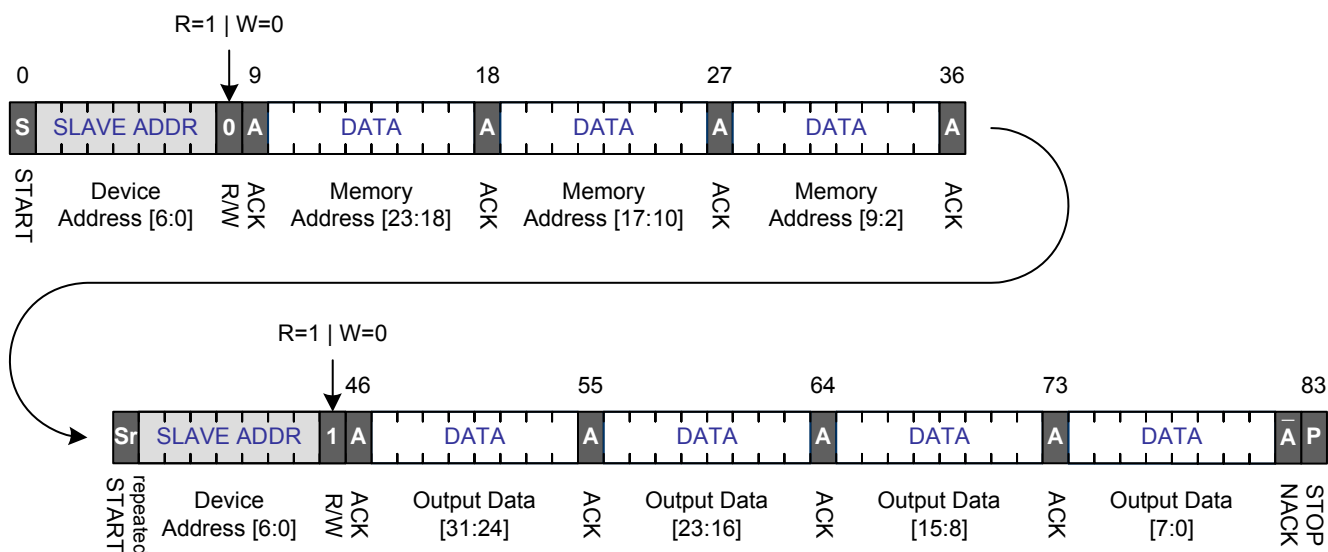 R=1 | W=0
0 9 18 27 36
S SLAVE ADDR 0 A DATA A DATA A DATA A
START Device Address [6:0] R/W ACK Memory Address [23:18] ACK Memory Address [17:10] ACK Memory Address [9:2] ACK
R=1 | W=0
46 55 64 73 83
Sr SLAVE ADDR 1 A DATA A DATA A DATA A DATA A̅ P
repeated START Device Address [6:0] R/W ACK Output Data [31:24] ACK Output Data [23:16] ACK Output Data [15:8] ACK Output Data [7:0] NACK STOP